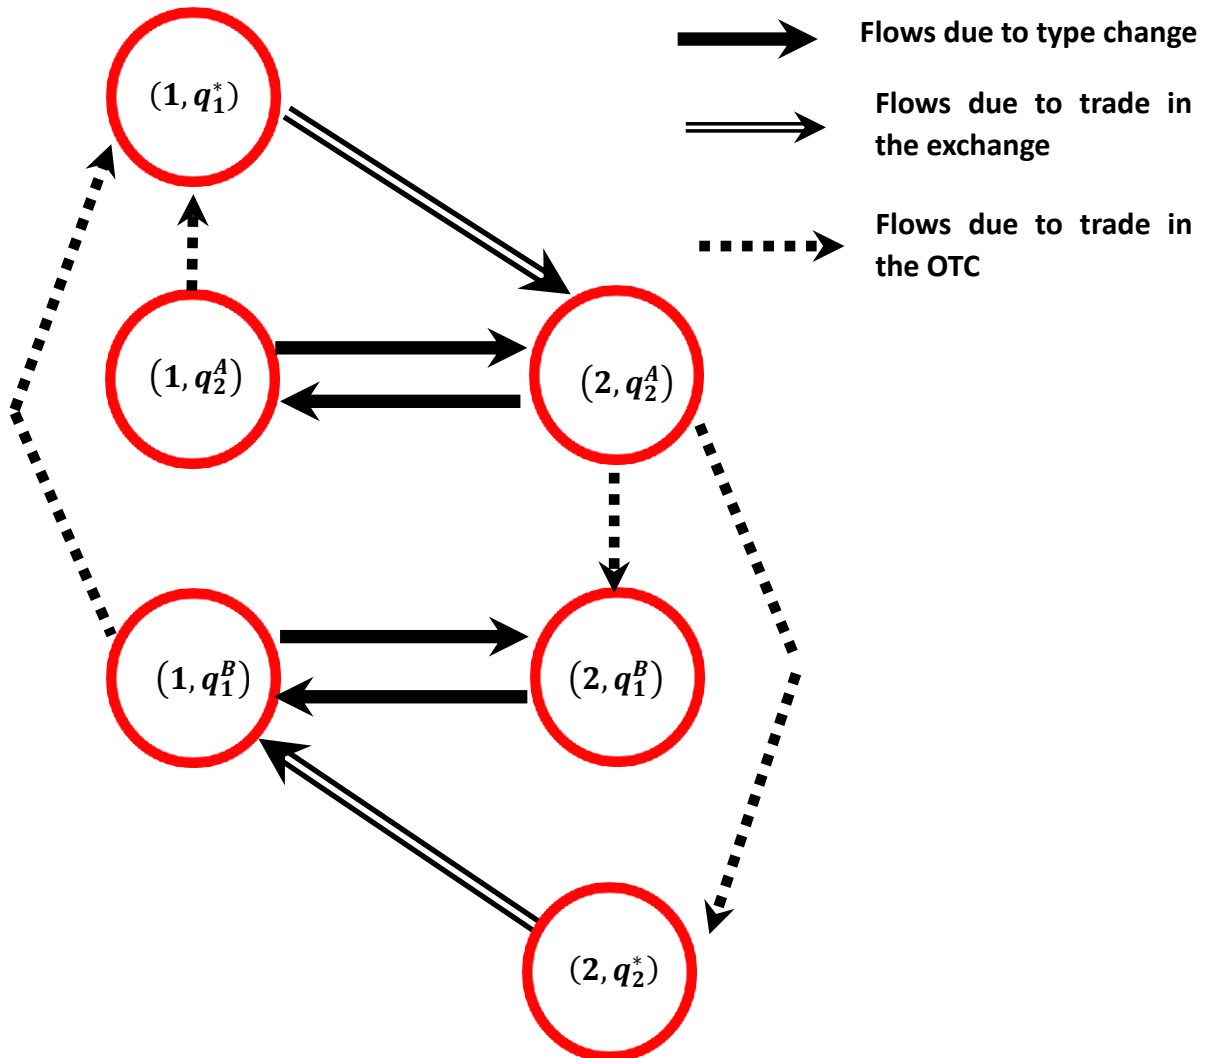 Flows due to type change
(1, q₁*)
Flows due to trade in
the exchange
Flows due to trade in
the OTC
(1, q₂ᴬ)
(2, q₂ᴬ)
(1, q₁ᴮ)
(2, q₁ᴮ)
(2, q₂*)